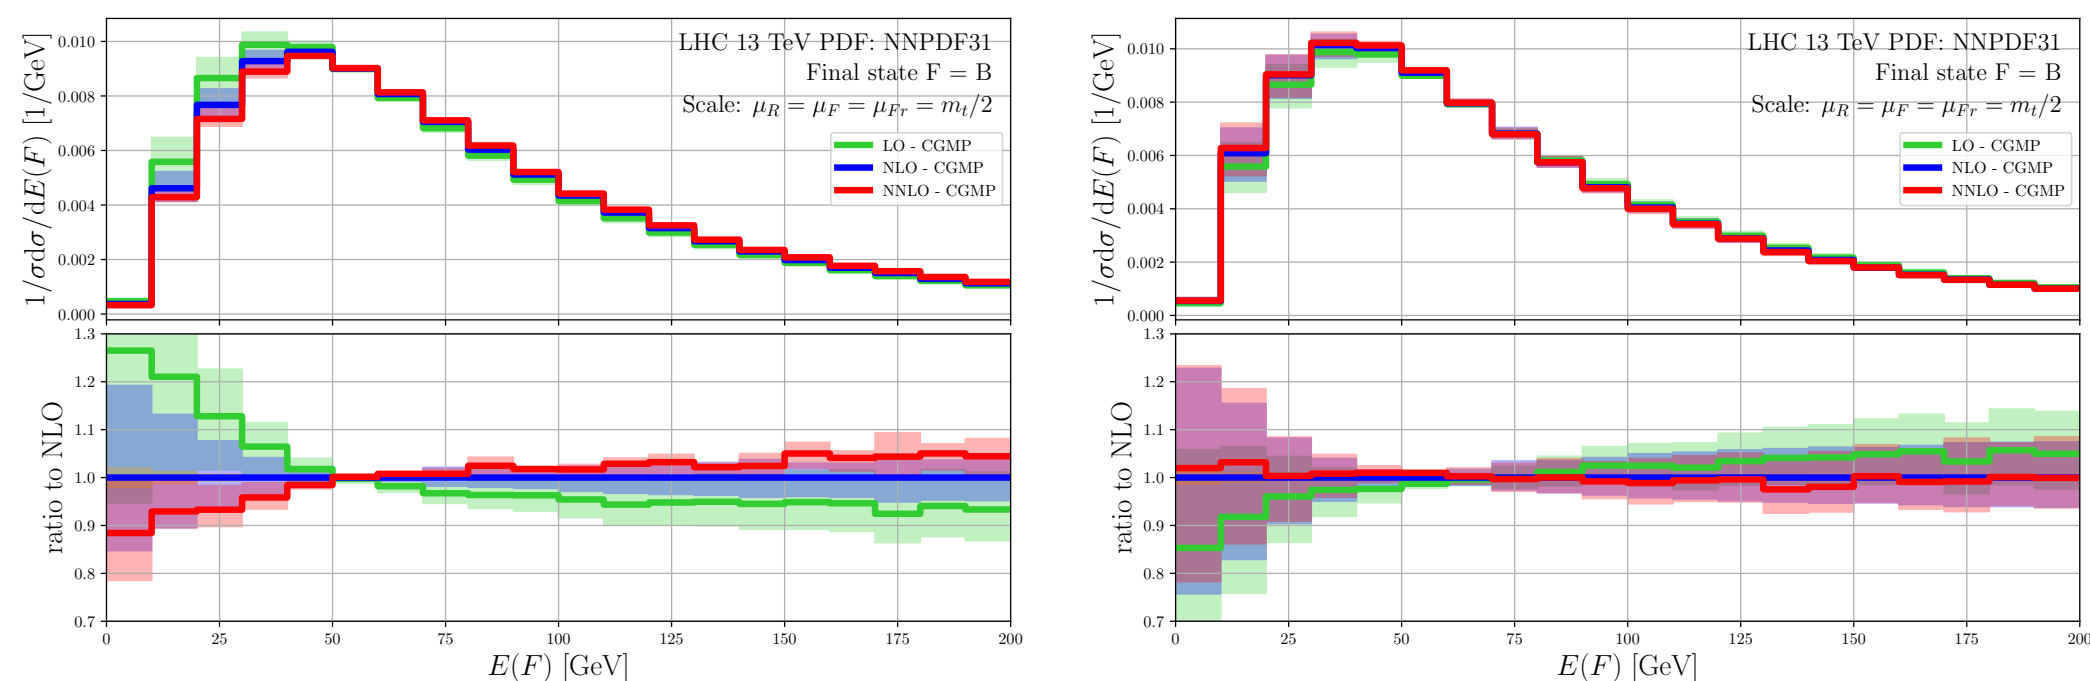 LHC 13 TeV PDF: NNPDF31
Final state F = B
Scale: μ_R = μ_F = μ_{Fr} = m_t/2
LO - CGMP
NLO - CGMP
NNLO - CGMP
1/σdσ/dE(F) [1/GeV]
0.010
0.008
0.006
0.004
0.002
0.000
ratio to NLO
1.3
1.2
1.1
1.0
0.9
0.8
0.7
0 25 50 75 100 125 150 175 200
E(F) [GeV]
LHC 13 TeV PDF: NNPDF31
Final state F = B
Scale: μ_R = μ_F = μ_{Fr} = m_t/2
LO - CGMP
NLO - CGMP
NNLO - CGMP
1/σdσ/dE(F) [1/GeV]
0.010
0.008
0.006
0.004
0.002
0.000
ratio to NLO
1.3
1.2
1.1
1.0
0.9
0.8
0.7
0 25 50 75 100 125 150 175 200
E(F) [GeV]